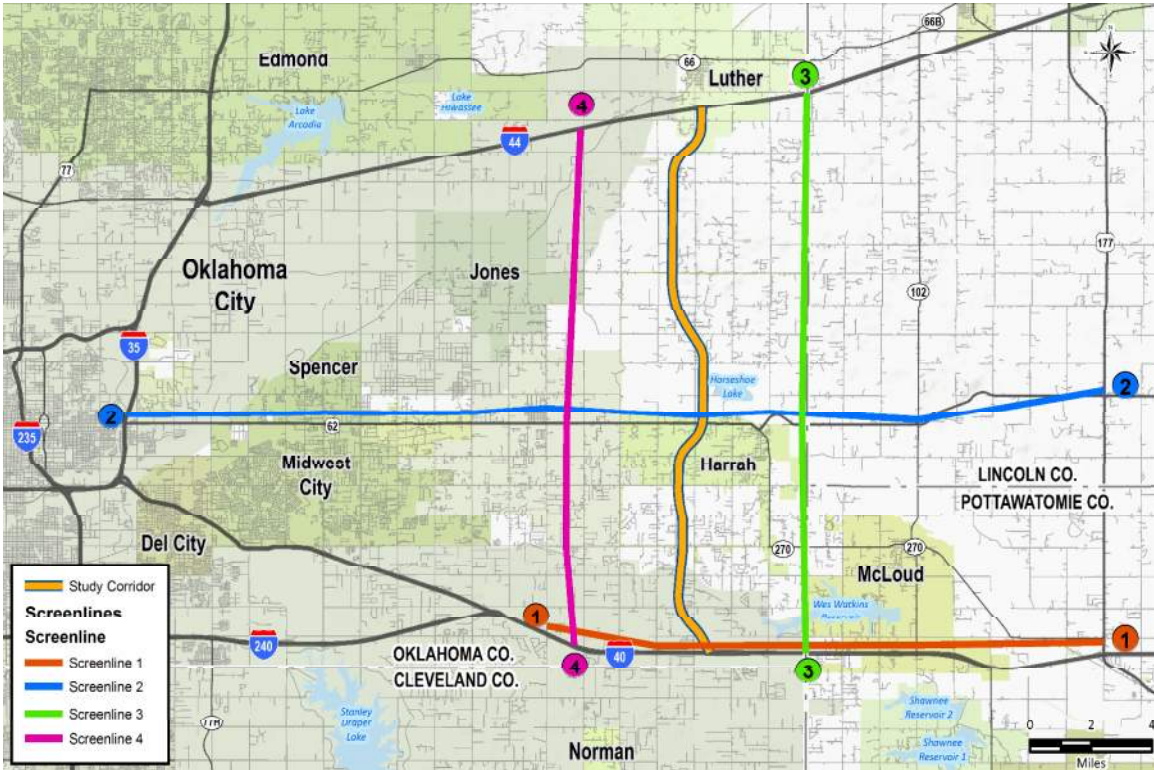 66B
Edmond
66
Luther
3
Lake
Arcadia
Lake
4
44
77
Oklahoma
City
Jones
177
102
35
Spencer
Horseshoe
Lake
2
2
62
235
Midwest
City
Harrah
LINCOLN CO.
POTTAWATOMIE CO.
Del City
270
270
McLoud
Study Corridor
Screenlines
Screenline
Screenline 1
Screenline 2
Screenline 3
Screenline 4
Wes Watkins
Reservoir
1
1
240
OKLAHOMA CO.
CLEVELAND CO.
40
4
3
Stanley
Draper
Lake
Norman
Shawnee
Reservoir 2
Shawnee
Reservoir 1
0 2 4
Miles